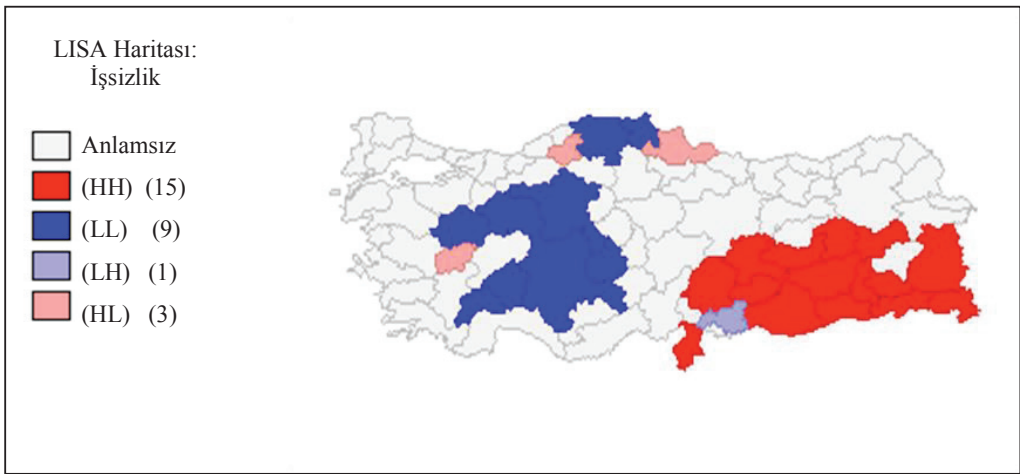 LISA Haritası:
İşsizlik
Anlamsız
(HH) (15)
(LL) (9)
(LH) (1)
(HL) (3)